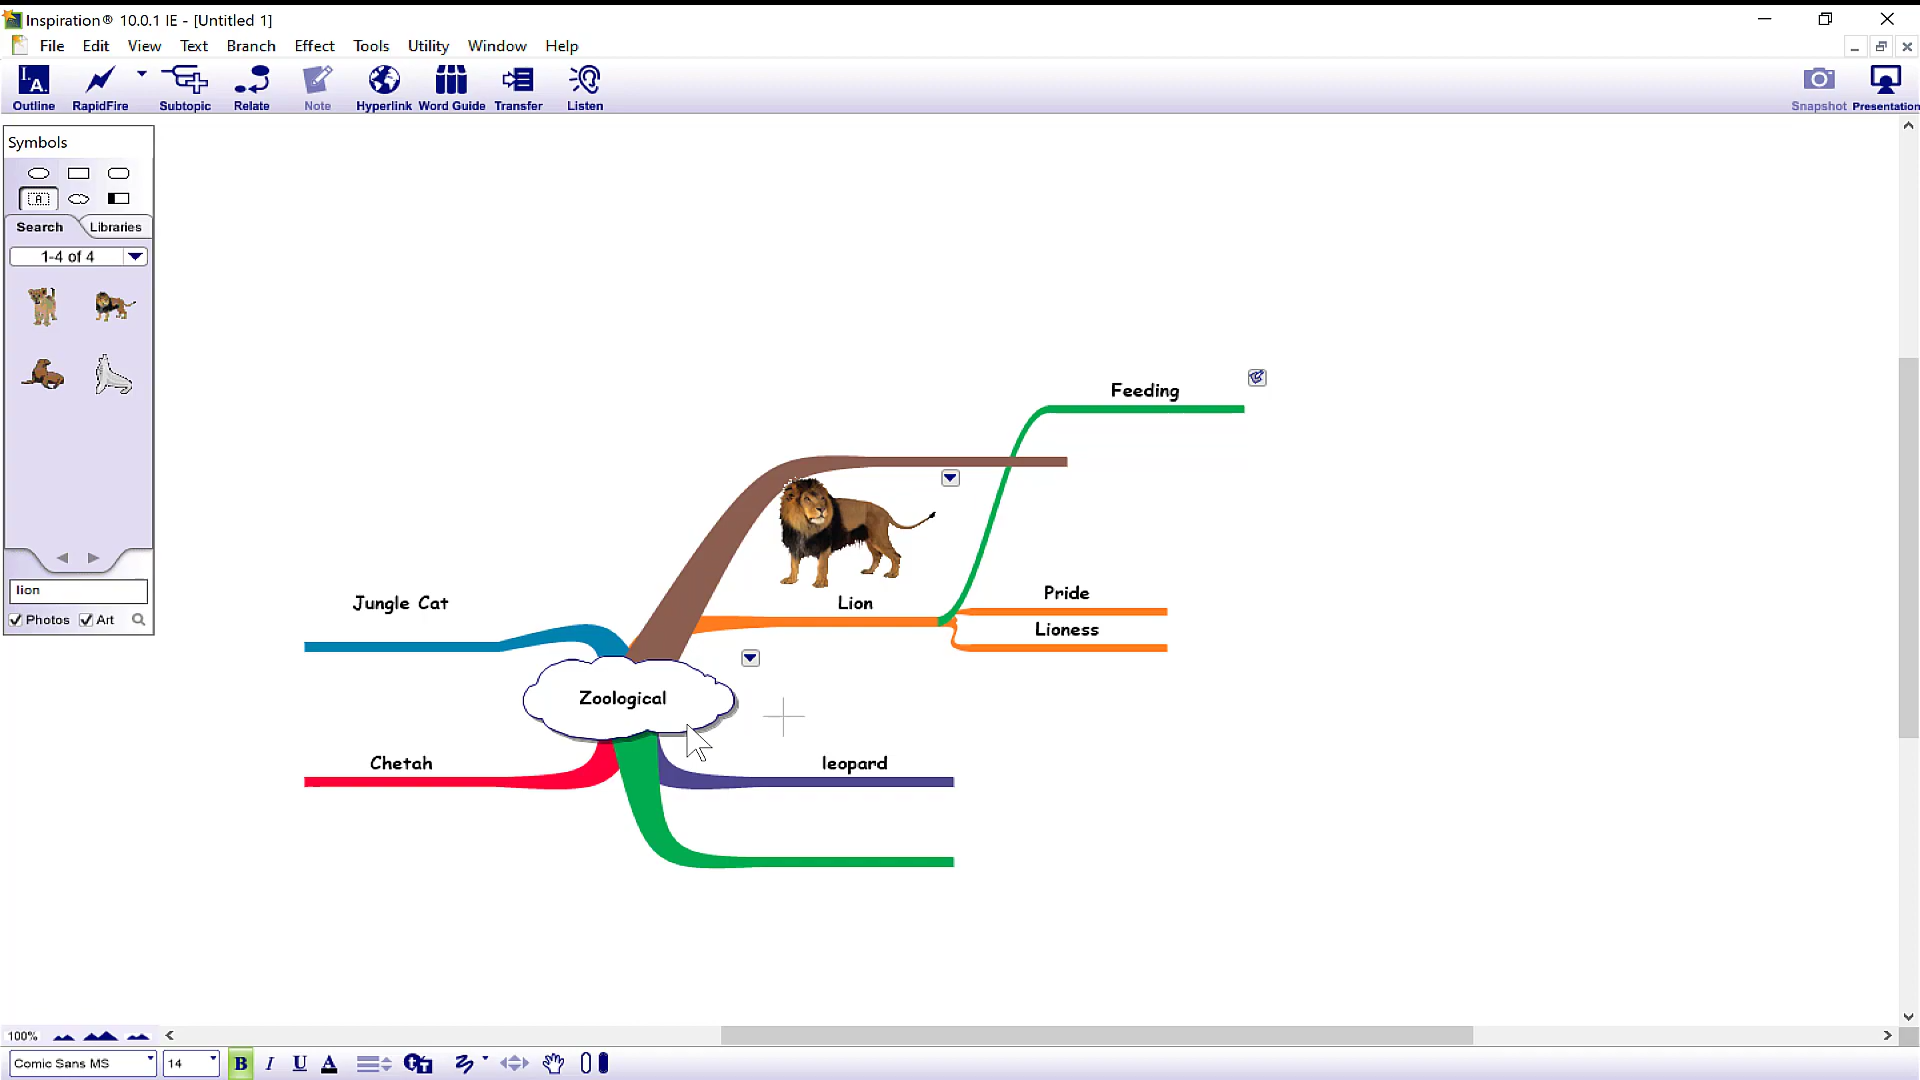 Inspiration® 10.0.1 IE - [Untitled 1]
File Edit View Text Branch Effect Tools Utility Window Help
Outline RapidFire Subtopic Relate Note Hyperlink Word Guide Transfer Listen Snapshot Presentation
Symbols
Search Libraries
1-4 of 4
lion
Photos Art
Feeding
Pride
Jungle Cat
Lion
Lioness
Zoological
Chetah
leopard
100%
Comic Sans MS 14 B I U A